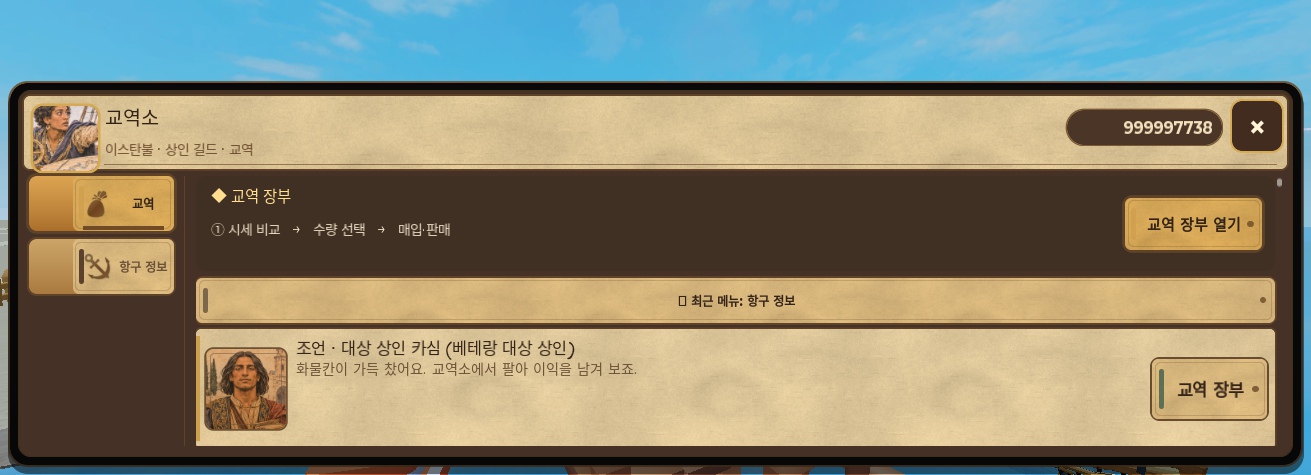 교역소
이스탄불 · 상인 길드 · 교역
999997738
×
교역
항구 정보
◆ 교역 장부
① 시세 비교 → 수량 선택 → 매입·판매
교역 장부 열기
최근 메뉴: 항구 정보
조언 · 대상 상인 카심 (베테랑 대상 상인)
화물칸이 가득 찼어요. 교역소에서 팔아 이익을 남겨 보죠.
교역 장부